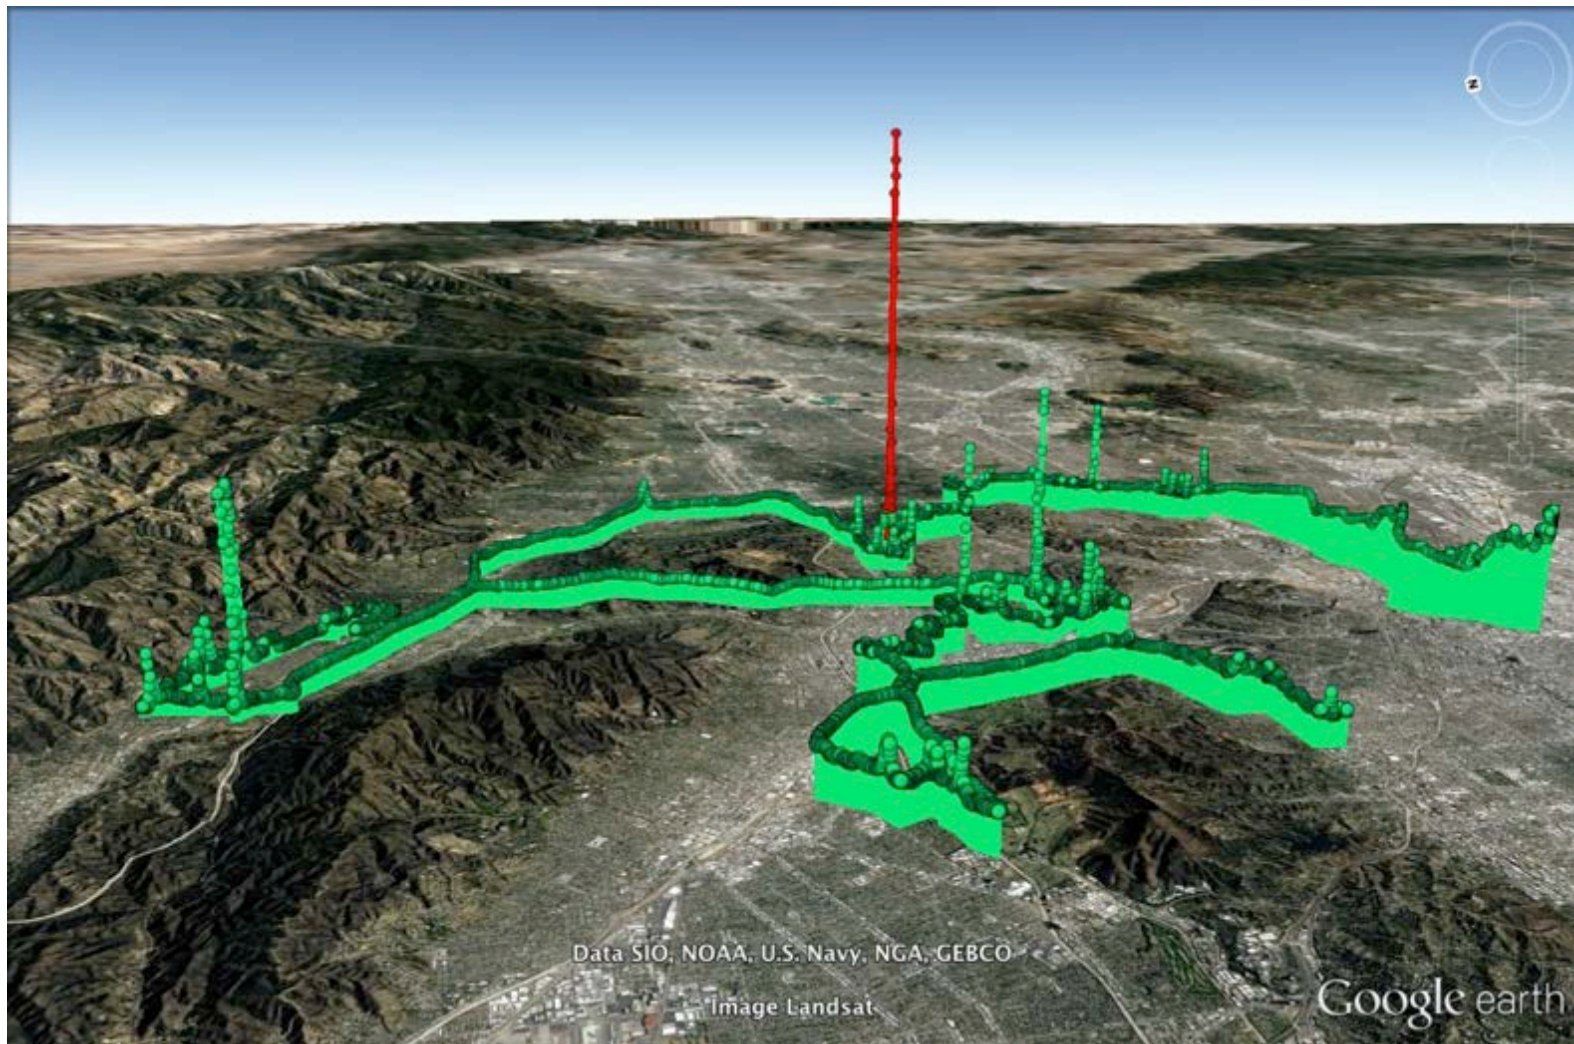 N
Data SIO, NOAA, U.S. Navy, NGA, GEBCO
Image Landsat
Google earth